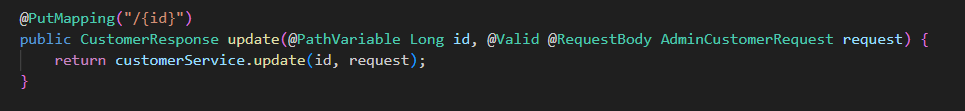 @PutMapping("/{id}")
public CustomerResponse update(@PathVariable Long id, @Valid @RequestBody AdminCustomerRequest request) {
    return customerService.update(id, request);
}